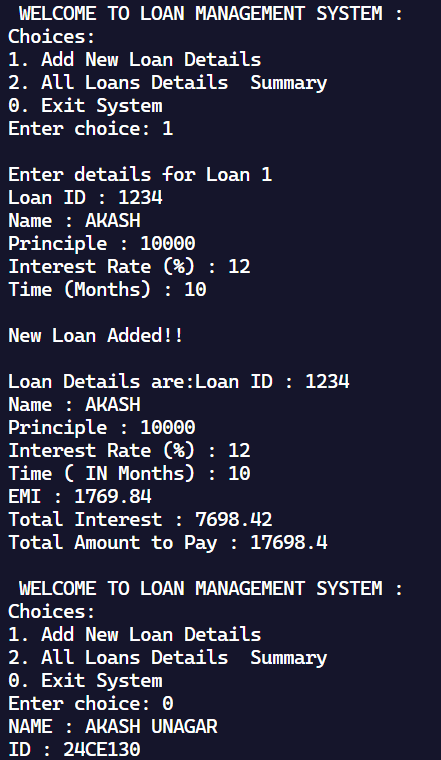 WELCOME TO LOAN MANAGEMENT SYSTEM :
Choices:
1. Add New Loan Details
2. All Loans Details  Summary
0. Exit System
Enter choice: 1
Enter details for Loan 1
Loan ID : 1234
Name : AKASH
Principle : 10000
Interest Rate (%) : 12
Time (Months) : 10
New Loan Added!!
Loan Details are:Loan ID : 1234
Name : AKASH
Principle : 10000
Interest Rate (%) : 12
Time ( IN Months) : 10
EMI : 1769.84
Total Interest : 7698.42
Total Amount to Pay : 17698.4
WELCOME TO LOAN MANAGEMENT SYSTEM :
Choices:
1. Add New Loan Details
2. All Loans Details  Summary
0. Exit System
Enter choice: 0
NAME : AKASH UNAGAR
ID : 24CE130